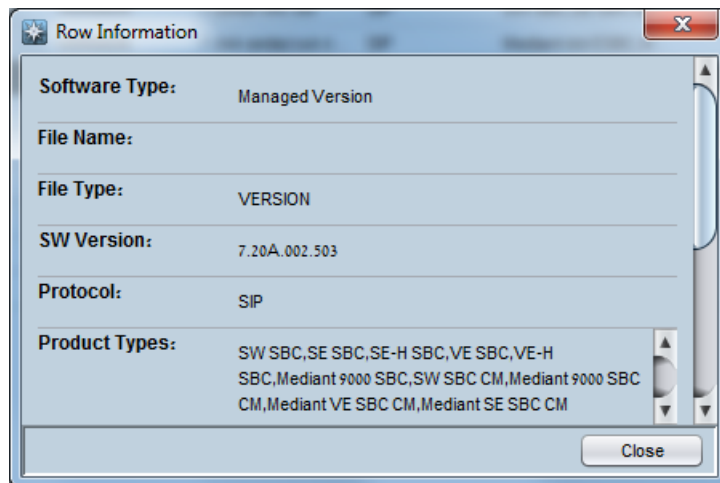 Row Information
Software Type:
Managed Version
File Name:
File Type:
VERSION
SW Version:
7.20A.002.503
Protocol:
SIP
Product Types:
SW SBC,SE SBC,SE-H SBC,VE SBC,VE-H
SBC,Mediant 9000 SBC,SW SBC CM,Mediant 9000 SBC
CM,Mediant VE SBC CM,Mediant SE SBC CM
Close